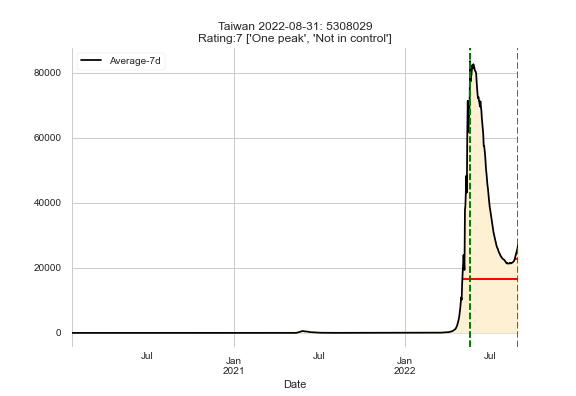 Taiwan 2022-08-31: 5308029
Rating:7 ['One peak', 'Not in control']
Average-7d
80000
60000
40000
20000
0
Jul
Jan
2021
Jul
Jan
2022
Jul
Date